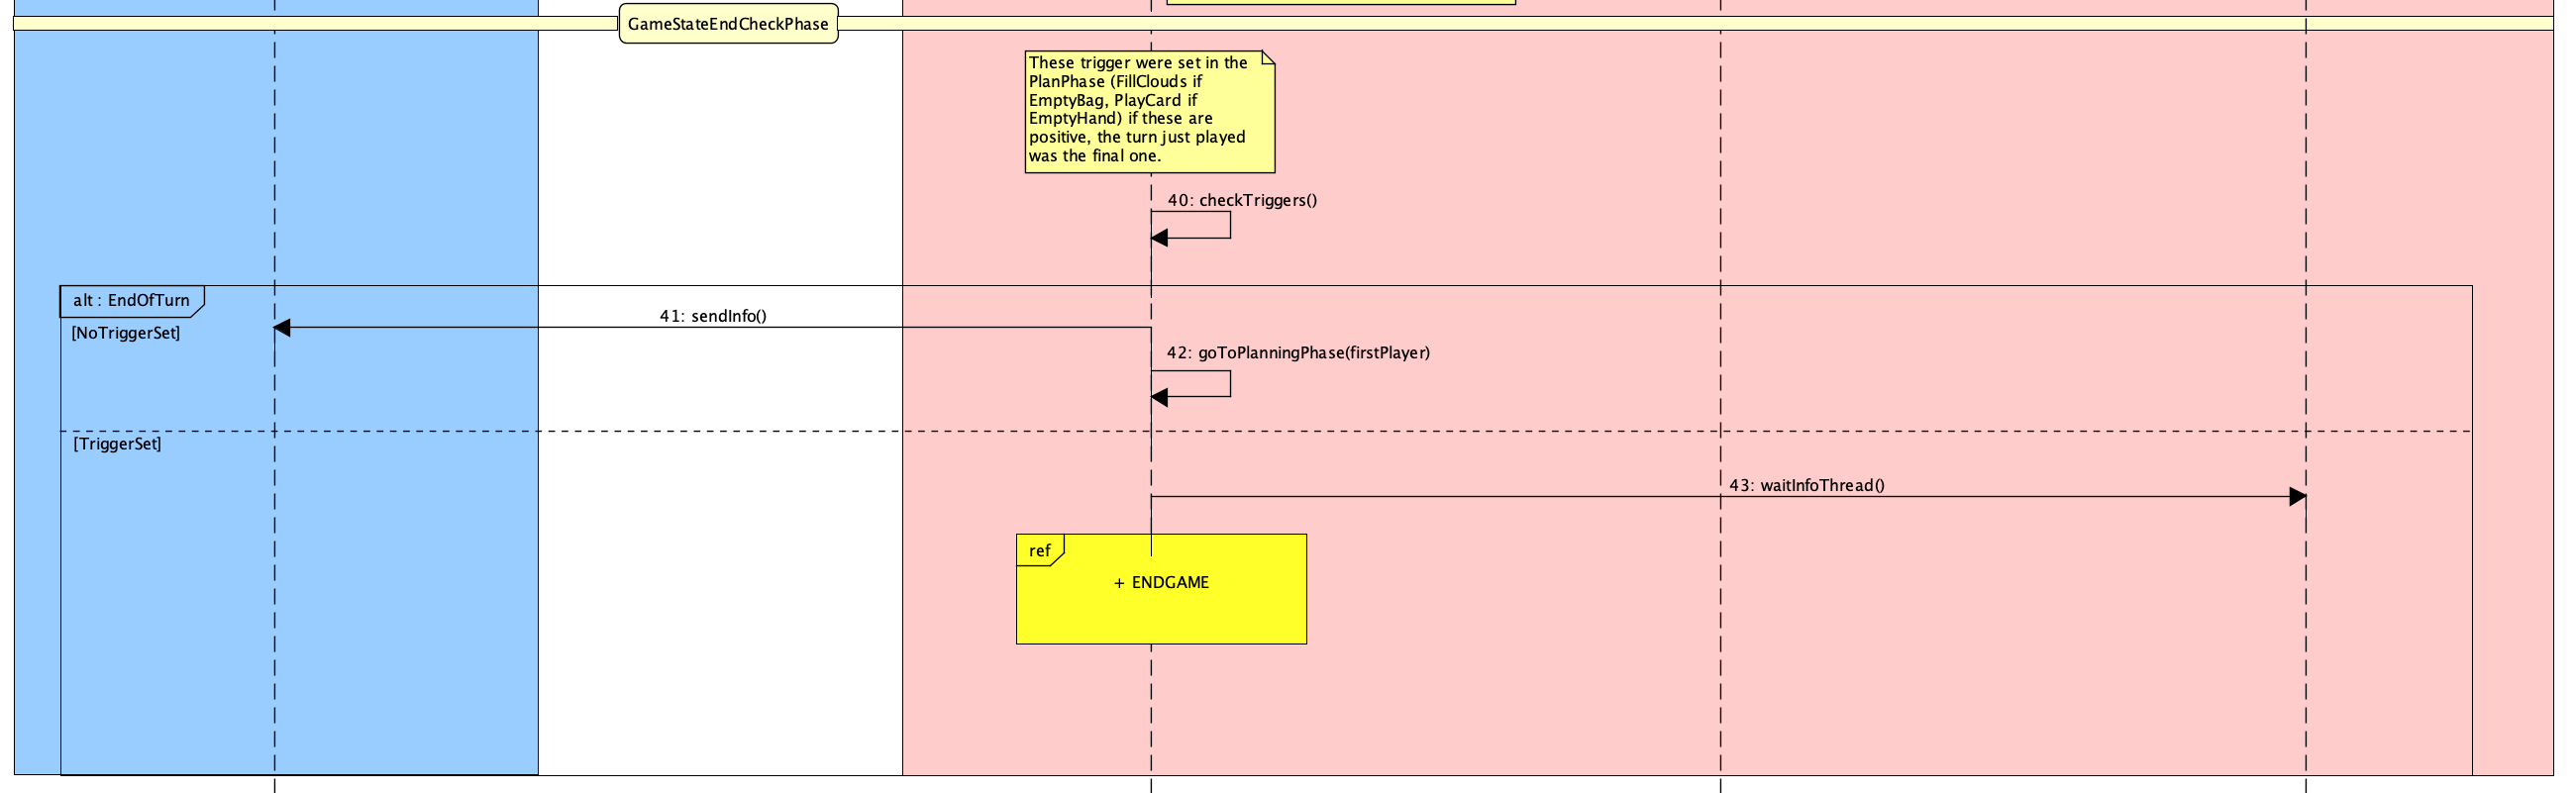 GameStateEndCheckPhase
These trigger were set in the
PlanPhase (FillClouds if
EmptyBag, PlayCard if
EmptyHand) if these are
positive, the turn just played
was the final one.
40: checkTriggers()
alt : EndOfTurn
41: sendInfo()
[NoTriggerSet]
42: goToPlanningPhase(firstPlayer)
[TriggerSet]
43: waitInfoThread()
ref
+ ENDGAME